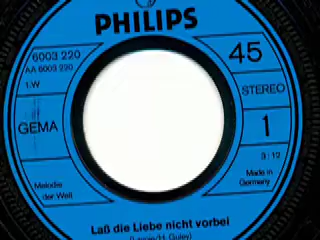 PHILIPS
6003 220
AA 6003 220
1.W
45
STEREO
GEMA
1
3:12
Melodie
der Welt
Made in
Germany
Laß die Liebe nicht vorbei